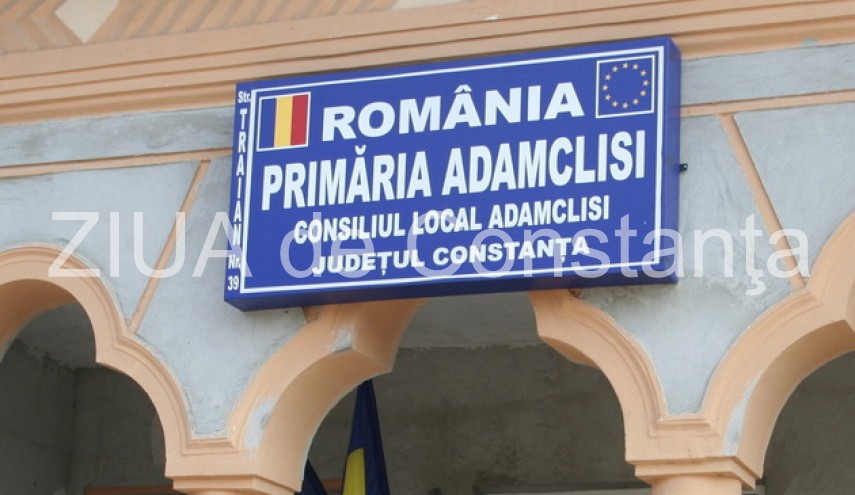 Str. TRAIAN Nr. 39
ROMÂNIA
PRIMĂRIA ADAMCLISI
CONSILIUL LOCAL ADAMCLISI
JUDEȚUL CONSTANȚA
ZIUA de Constanţa